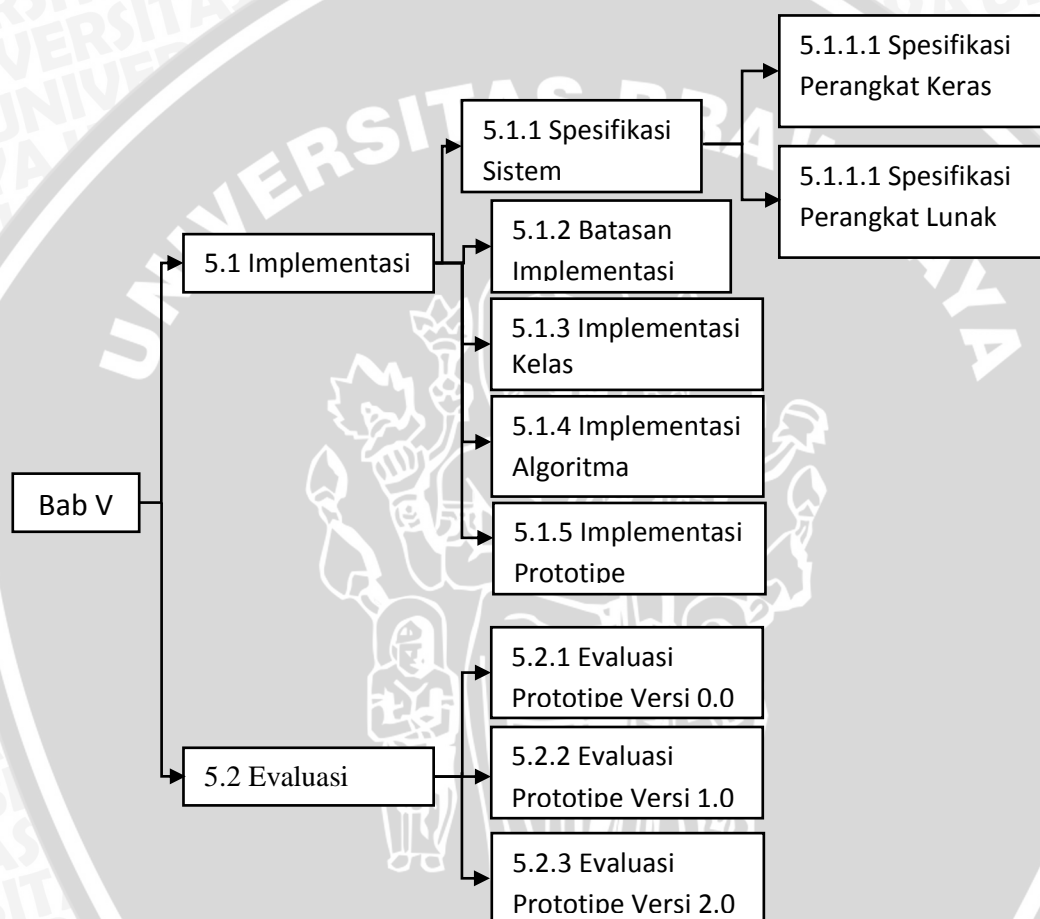 Bab V
5.1 Implementasi
5.1.1 Spesifikasi
Sistem
5.1.1.1 Spesifikasi
Perangkat Keras
5.1.1.1 Spesifikasi
Perangkat Lunak
5.1.2 Batasan
Implementasi
5.1.3 Implementasi
Kelas
5.1.4 Implementasi
Algoritma
5.1.5 Implementasi
Prototipe
5.2 Evaluasi
5.2.1 Evaluasi
Prototipe Versi 0.0
5.2.2 Evaluasi
Prototipe Versi 1.0
5.2.3 Evaluasi
Prototipe Versi 2.0
UNIVERSITAS BRAWIJAYA